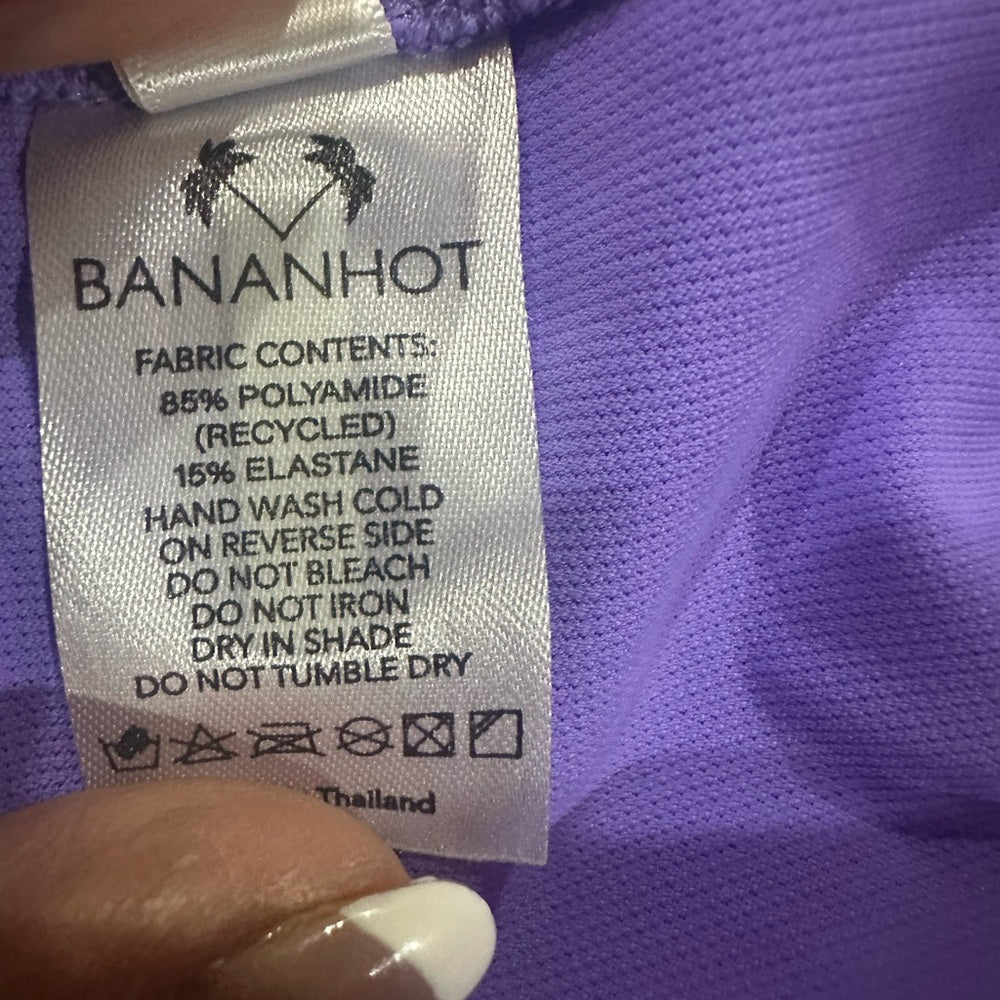 BANANHOT
FABRIC CONTENTS:
85% POLYAMIDE
(RECYCLED)
15% ELASTANE
HAND WASH COLD
ON REVERSE SIDE
DO NOT BLEACH
DO NOT IRON
DRY IN SHADE
DO NOT TUMBLE DRY
Thailand